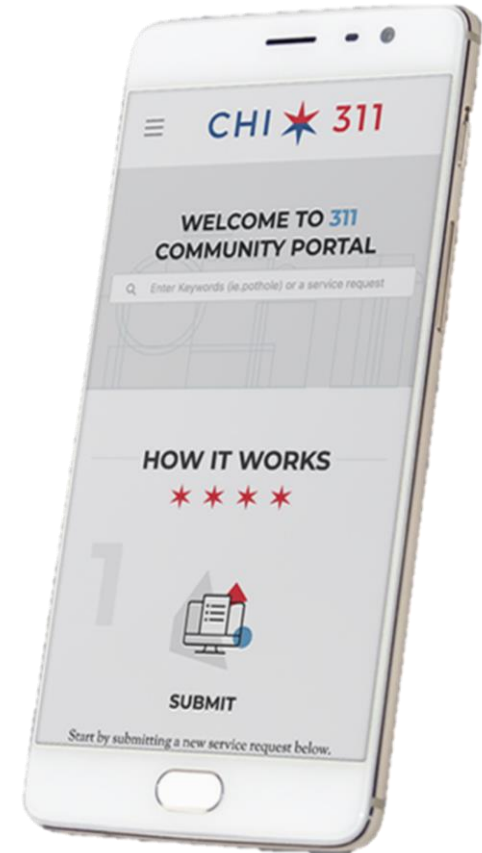 CHI 311
WELCOME TO 311
COMMUNITY PORTAL
Enter Keywords (ie.pothole) or a service request
HOW IT WORKS
1
SUBMIT
Start by submitting a new service request below.